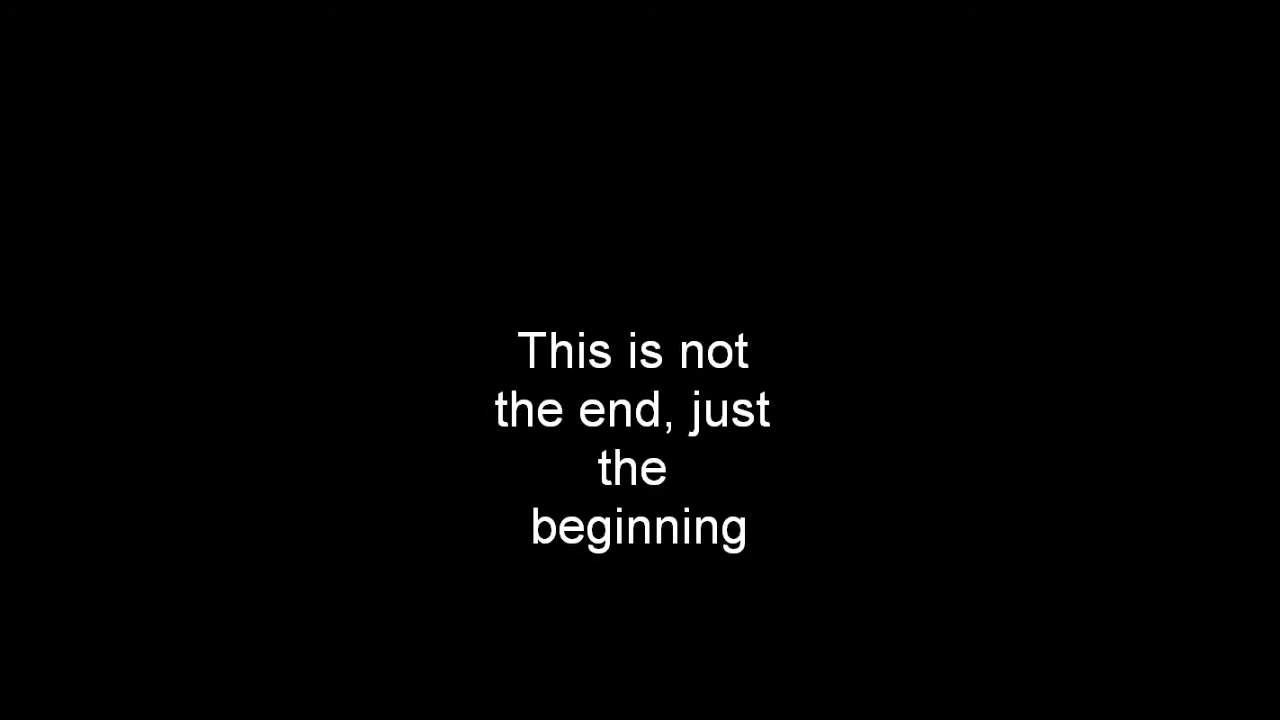 This is not
the end, just
the
beginning